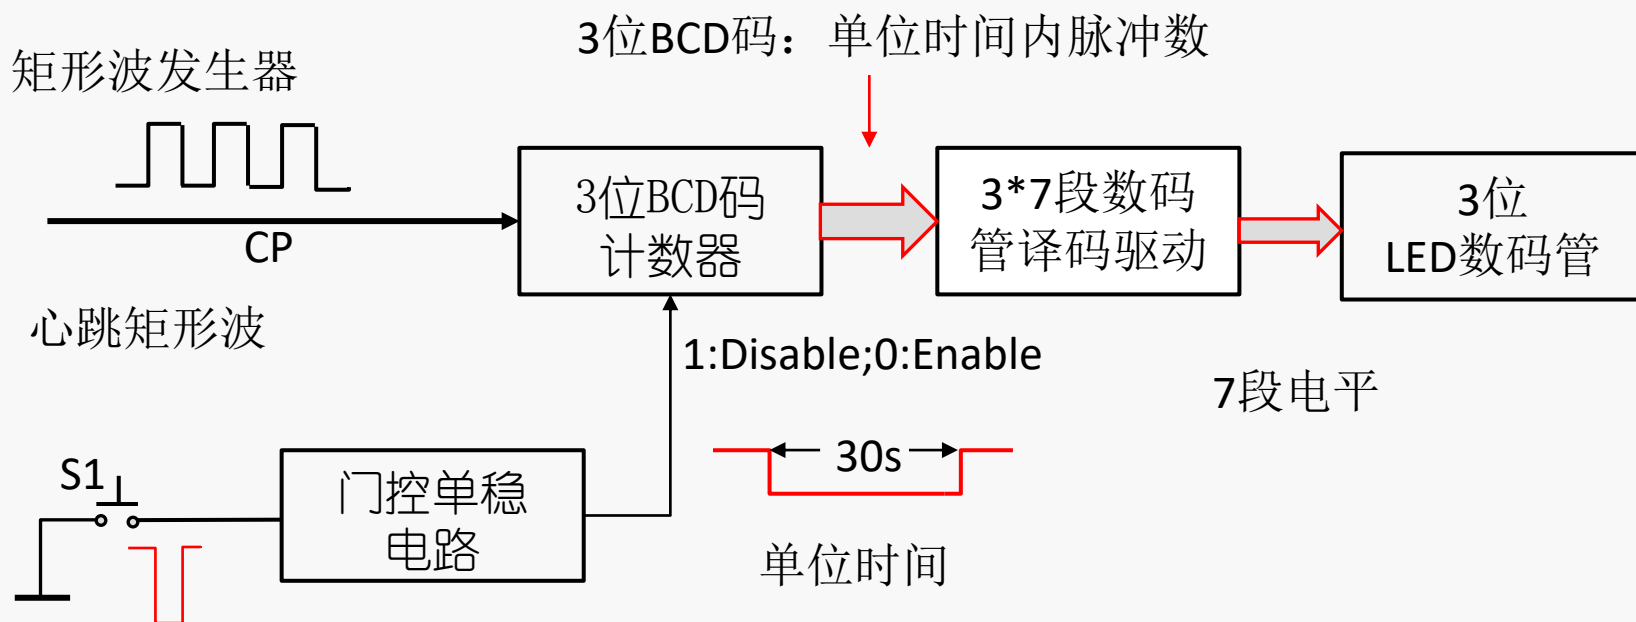 3位BCD码：单位时间内脉冲数
矩形波发生器
3位BCD码
计数器
3*7段数码
管译码驱动
3位
LED数码管
CP
心跳矩形波
1:Disable;0:Enable
7段电平
S1
门控单稳
电路
30s
单位时间